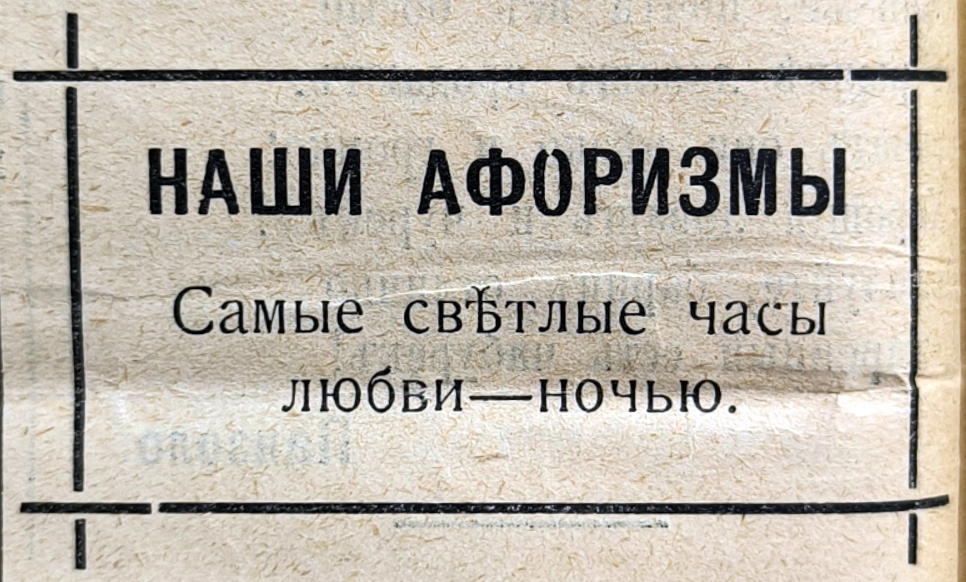 НАШИ АФОРИЗМЫ
Самые свѣтлые часы
любви—ночью.